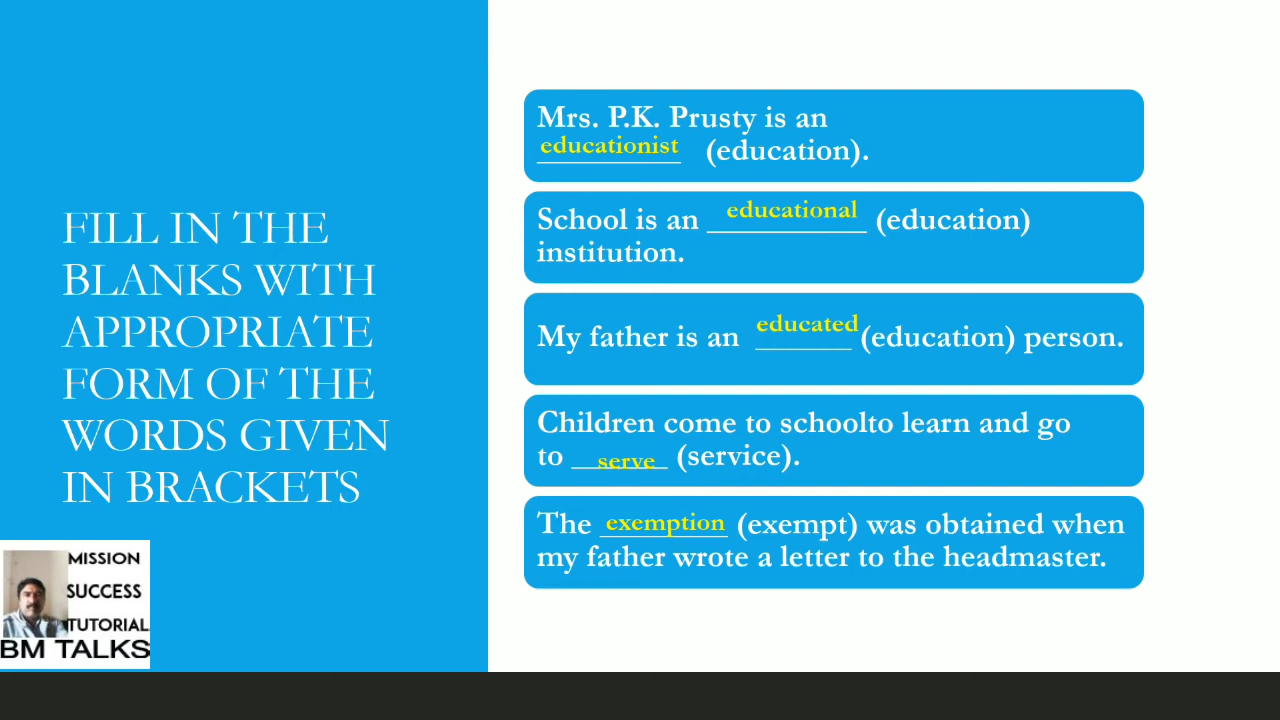 FILL IN THE
BLANKS WITH
APPROPRIATE
FORM OF THE
WORDS GIVEN
IN BRACKETS
Mrs. P.K. Prusty is an
educationist (education).
School is an educational (education)
institution.
My father is an educated (education) person.
Children come to schoolto learn and go
to serve (service).
The exemption (exempt) was obtained when
my father wrote a letter to the headmaster.
MISSION
SUCCESS
TUTORIAL
BM TALKS